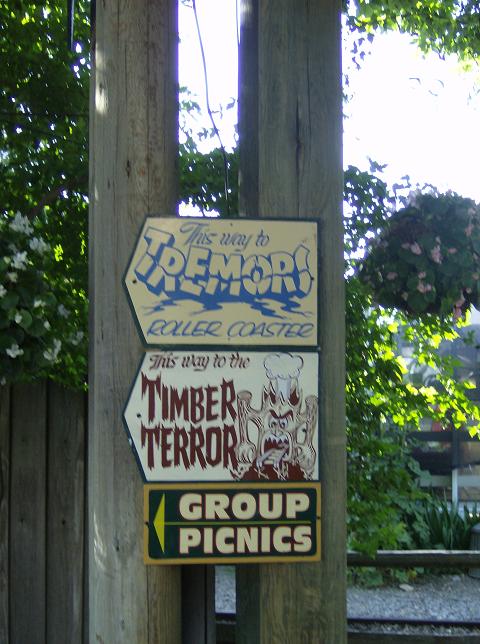 This way to
TREMORS
ROLLER COASTER
This way to the
TIMBER
TERROR
GROUP
PICNICS